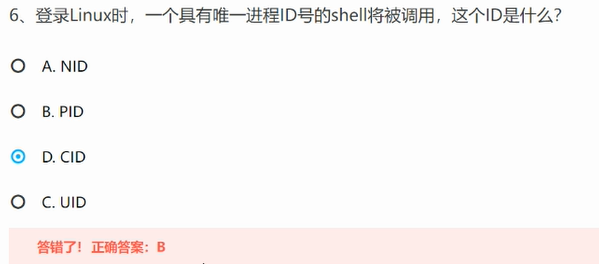 6、登录Linux时，一个具有唯一进程ID号的shell将被调用，这个ID是什么？
A. NID
B. PID
D. CID
C. UID
答错了！正确答案：B